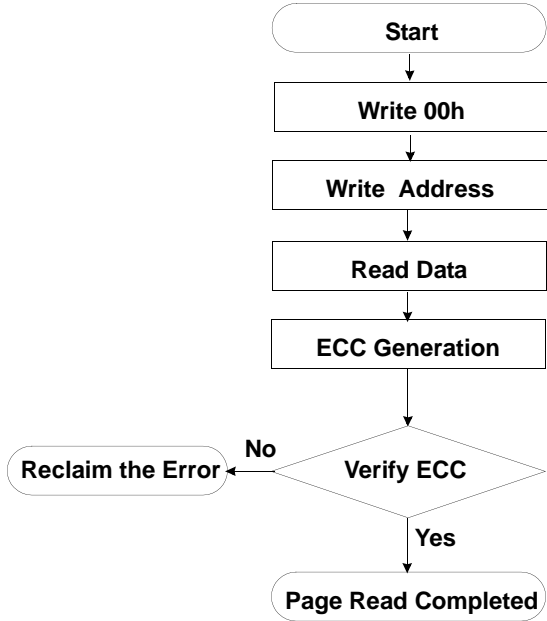 Start
Write 00h
Write Address
Read Data
ECC Generation
No
Reclaim the Error
Verify ECC
Yes
Page Read Completed